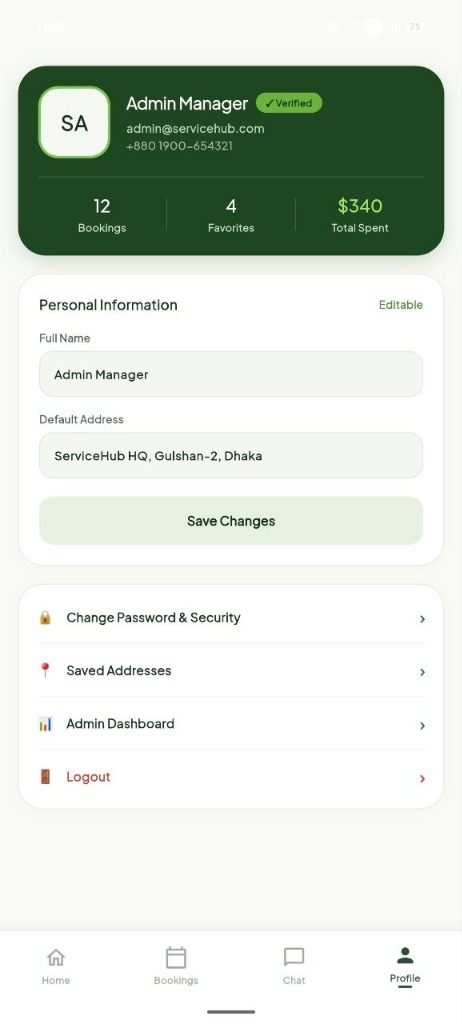 75
SA
Admin Manager
✓ Verified
admin@servicehub.com
+880 1900-654321
12
Bookings
4
Favorites
$340
Total Spent
Personal Information
Editable
Full Name
Admin Manager
Default Address
ServiceHub HQ, Gulshan-2, Dhaka
Save Changes
Change Password & Security
Saved Addresses
Admin Dashboard
Logout
Home
Bookings
Chat
Profile